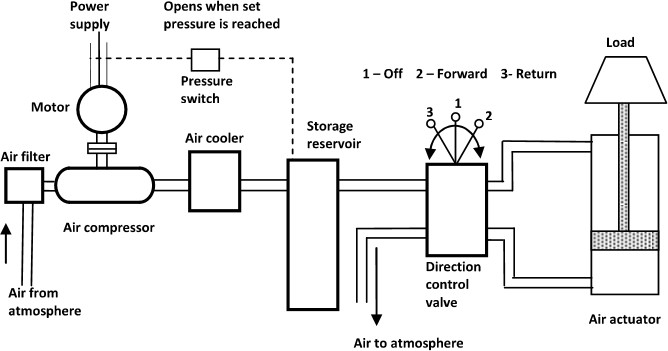 Power
supply
Opens when set
pressure is reached
Load
1 – Off 2 – Forward 3- Return
Pressure
switch
Motor
1
3
2
Storage
reservoir
Air cooler
Air filter
Air compressor
Direction
control
valve
Air from
atmosphere
Air actuator
Air to atmosphere